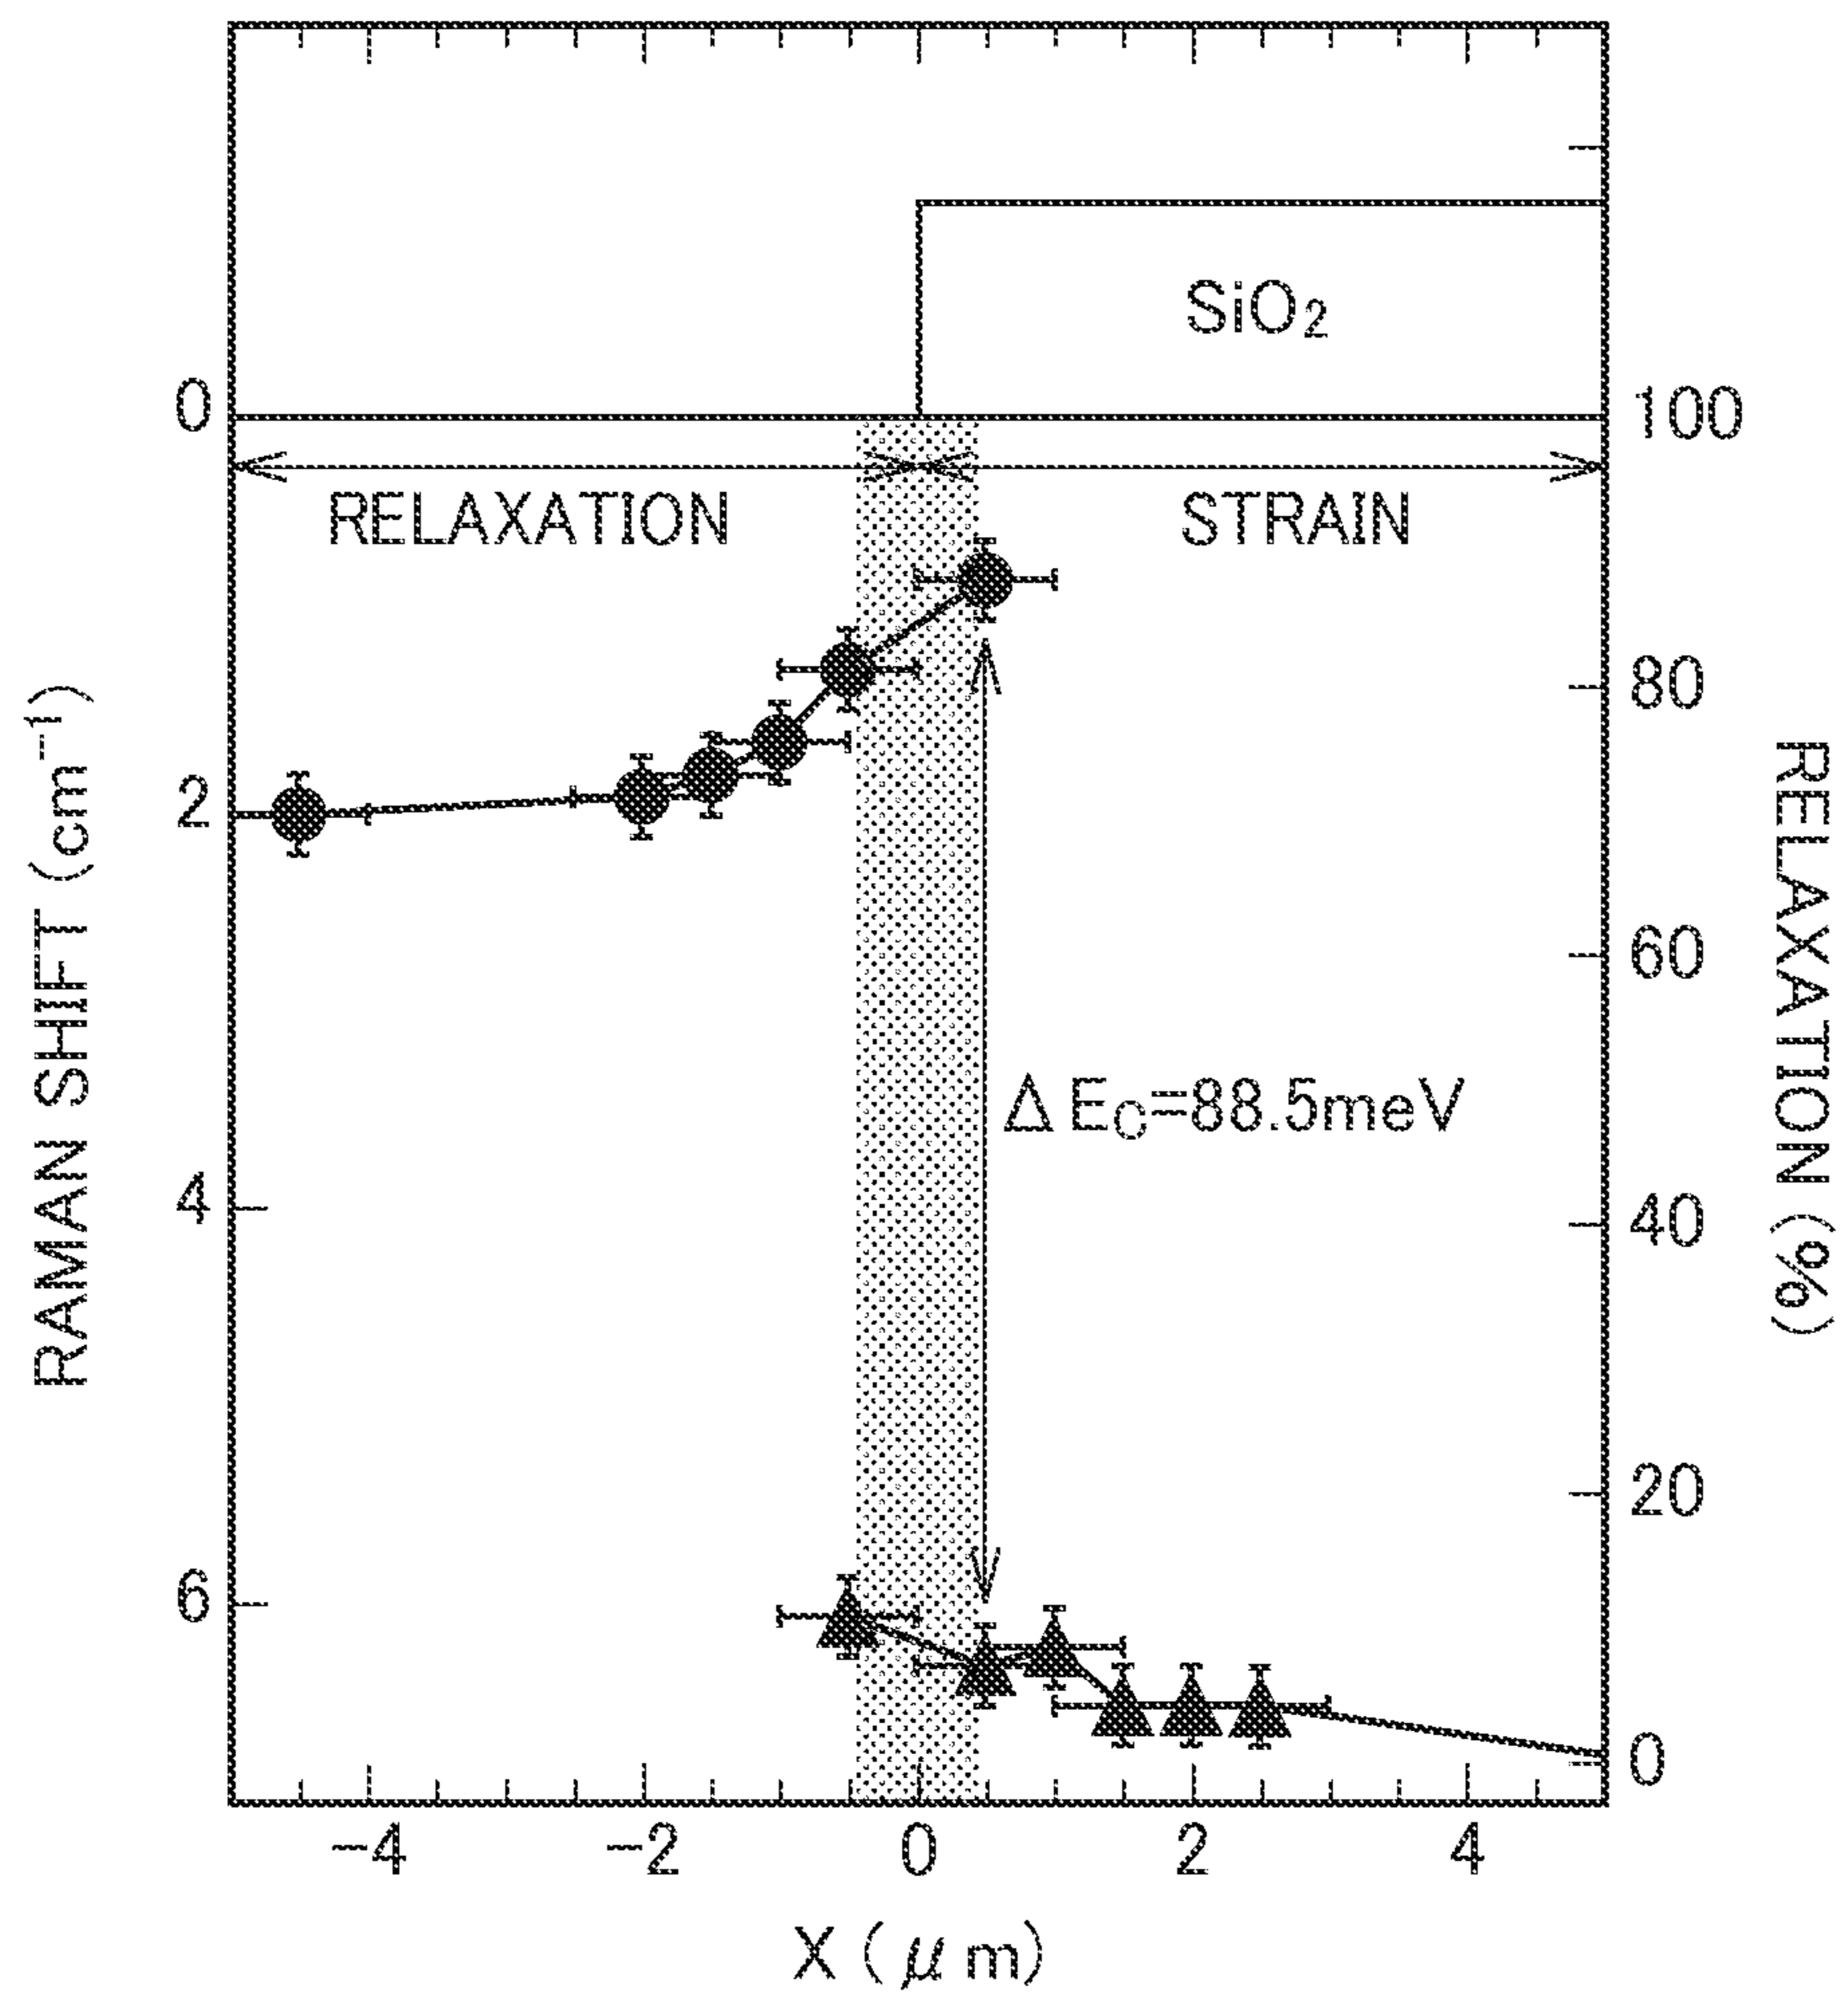 SiO₂
0
100
RELAXATION
STRAIN
80
2
60
RAMAN SHIFT (cm⁻¹)
RELAXATION (%)
ΔE_C=88.5meV
4
40
20
6
0
−4
−2
0
2
4
X (μm)